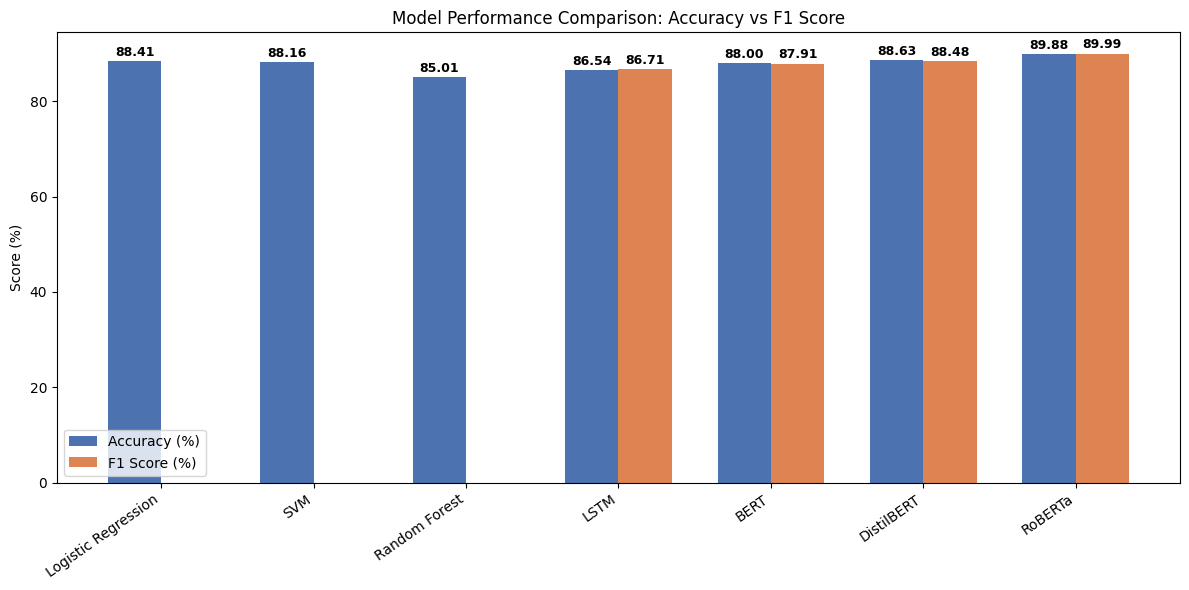 Model Performance Comparison: Accuracy vs F1 Score
88.41
88.16
85.01
86.54
86.71
88.00
87.91
88.63
88.48
89.88
89.99
Score (%)
80
60
40
20
0
Accuracy (%)
F1 Score (%)
Logistic Regression
SVM
Random Forest
LSTM
BERT
DistilBERT
RoBERTa